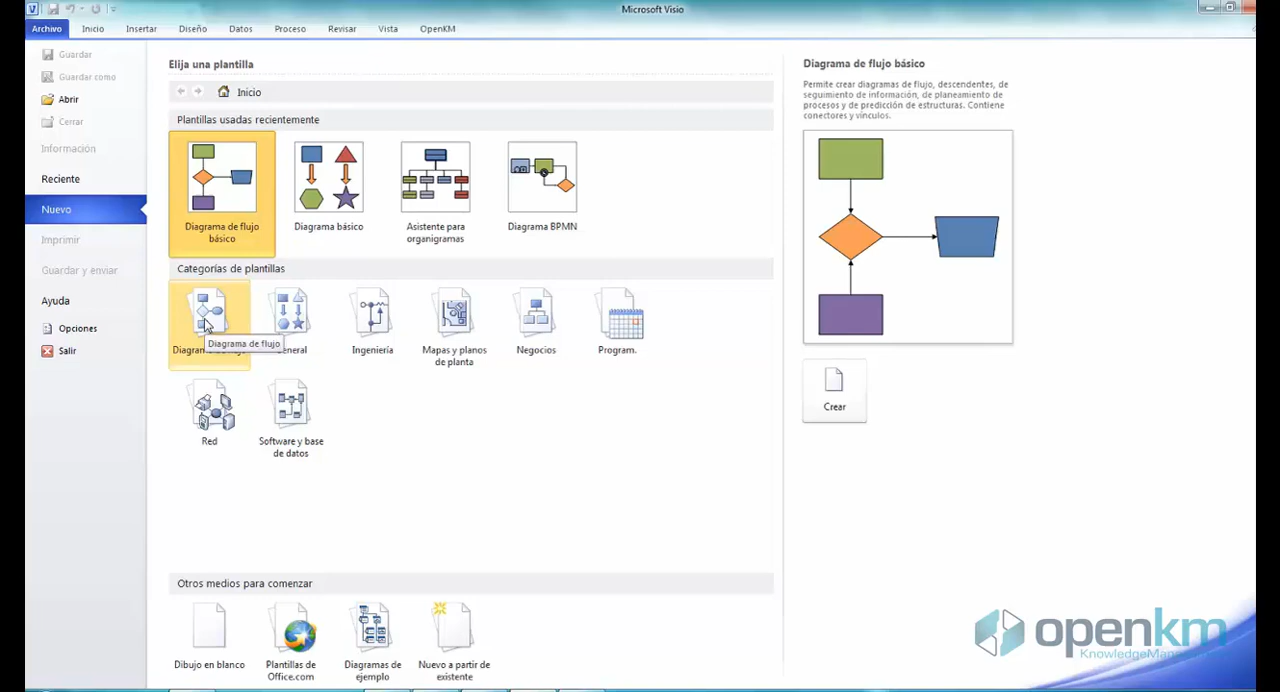 Microsoft Visio
Archivo Inicio Insertar Diseño Datos Proceso Revisar Vista OpenKM
Guardar
Guardar como
Abrir
Cerrar
Información
Reciente
Nuevo
Imprimir
Guardar y enviar
Ayuda
Opciones
Salir
Elija una plantilla
Inicio
Plantillas usadas recientemente
Diagrama de flujo
básico
Diagrama básico
Asistente para
organigramas
Diagrama BPMN
Categorías de plantillas
Diagrama de flujo
Ingeniería
Mapas y planos
de planta
Negocios
Program.
Red
Software y base
de datos
Otros medios para comenzar
Dibujo en blanco
Plantillas de
Office.com
Diagramas de
ejemplo
Nuevo a partir de
existente
Diagrama de flujo básico
Permite crear diagramas de flujo, descendentes, de
seguimiento de información, de planeamiento de
procesos y de predicción de estructuras. Contiene
conectores y vínculos.
Crear
openkm